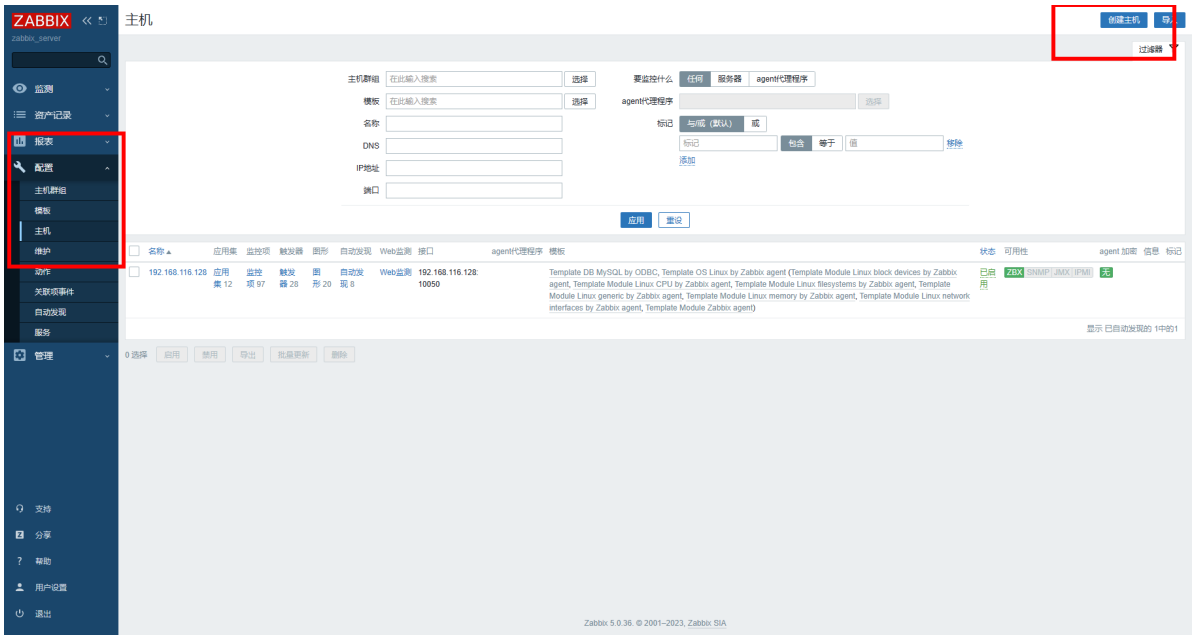 ZABBIX
zabbix_server
监测
资产记录
报表
配置
主机群组
模板
主机
维护
动作
关联项事件
自动发现
服务
管理
支持
分享
帮助
用户设置
退出
主机
创建主机 导入
过滤器
主机群组 在此输入搜索 选择
模板 在此输入搜索 选择
名称
DNS
IP地址
端口
要监控什么 任何 服务器 agent代理程序
agent代理程序 选择
标记 与/或（默认） 或
标记 包含 等于 值 移除
添加
应用 重设
名称 应用集 监控项 触发器 图形 自动发现 Web监测 接口 agent代理程序 模板 状态 可用性 agent 加密 信息 标记
192.168.116.128 应用集 12 监控项 97 触发器 28 图形 20 自动发现 8 Web监测 192.168.116.128: 10050
Template DB MySQL by ODBC, Template OS Linux by Zabbix agent (Template Module Linux block devices by Zabbix
agent, Template Module Linux CPU by Zabbix agent, Template Module Linux filesystems by Zabbix agent, Template
Module Linux generic by Zabbix agent, Template Module Linux memory by Zabbix agent, Template Module Linux network
interfaces by Zabbix agent, Template Module Zabbix agent)
已启用 ZBX SNMP JMX IPMI 无
显示 已自动发现的 1中的1
0 选择 启用 禁用 导出 批量更新 删除
Zabbix 5.0.36. © 2001–2023, Zabbix SIA